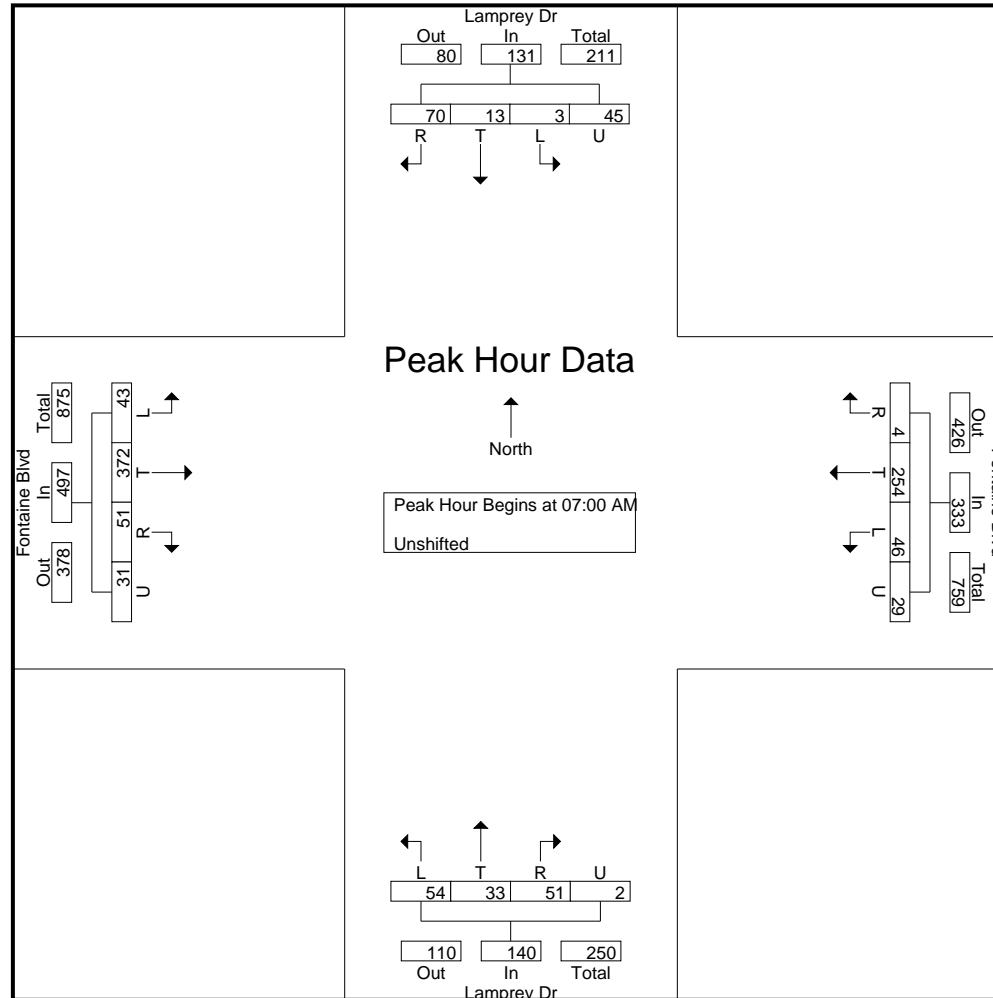 Lamprey Dr
Out In Total
80 131 211
70 13 3 45
R T L U
Peak Hour Data
North
Peak Hour Begins at 07:00 AM
Unshifted
Fontaine Blvd
Total In Out
875 497 378
43 372 51 31
L T R U
R T L U
4 254 46 29
Out In Total
426 333 759
L T R U
54 33 51 2
110 140 250
Out In Total
Lamprey Dr